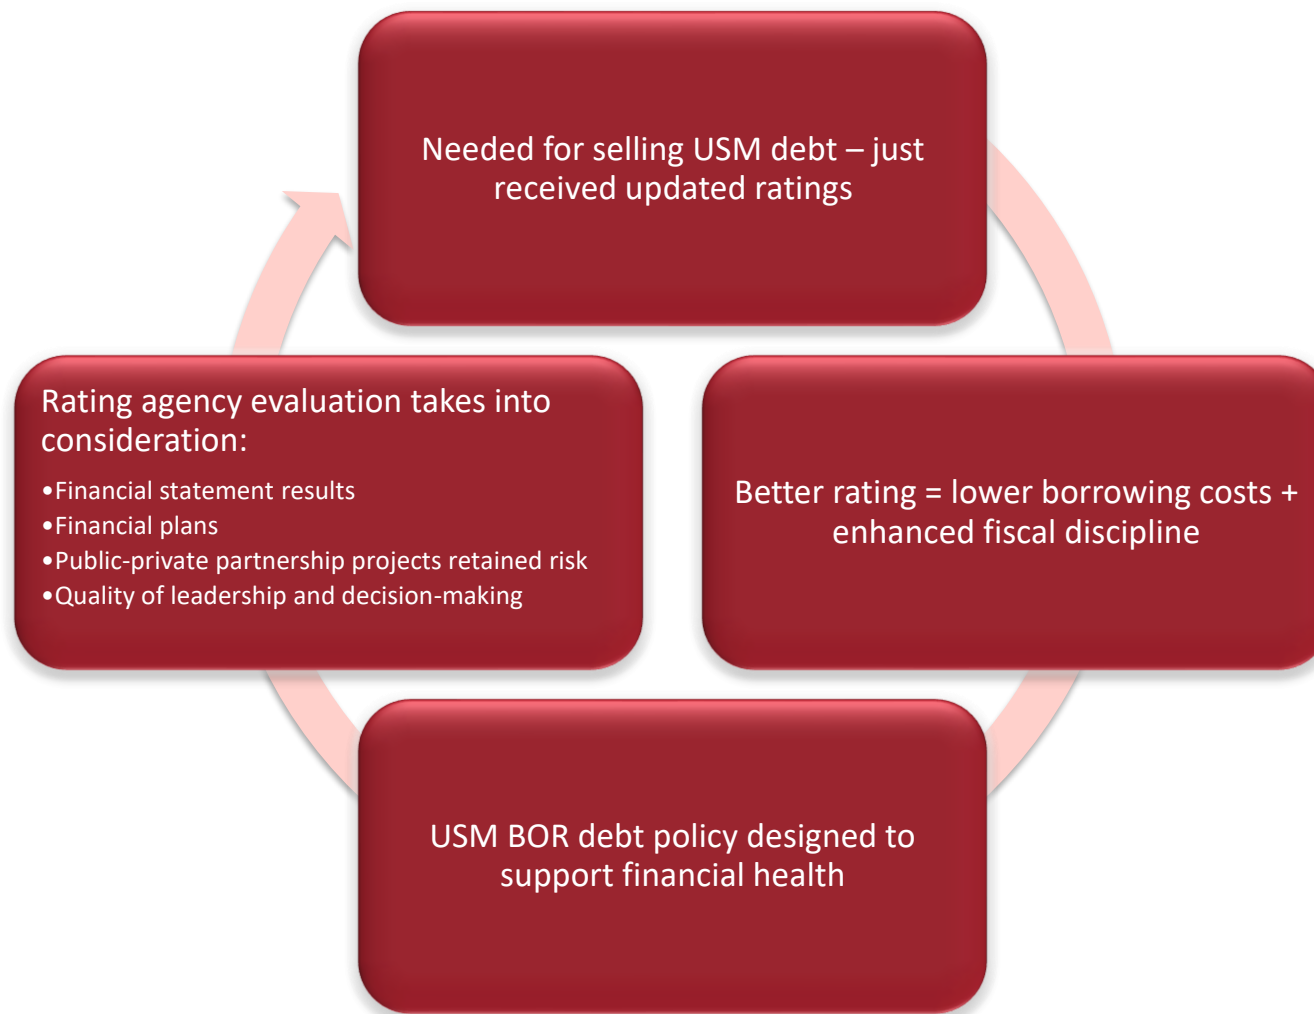 Needed for selling USM debt – just
received updated ratings
Better rating = lower borrowing costs +
enhanced fiscal discipline
USM BOR debt policy designed to
support financial health
Rating agency evaluation takes into
consideration:
•Financial statement results
•Financial plans
•Public-private partnership projects retained risk
•Quality of leadership and decision-making